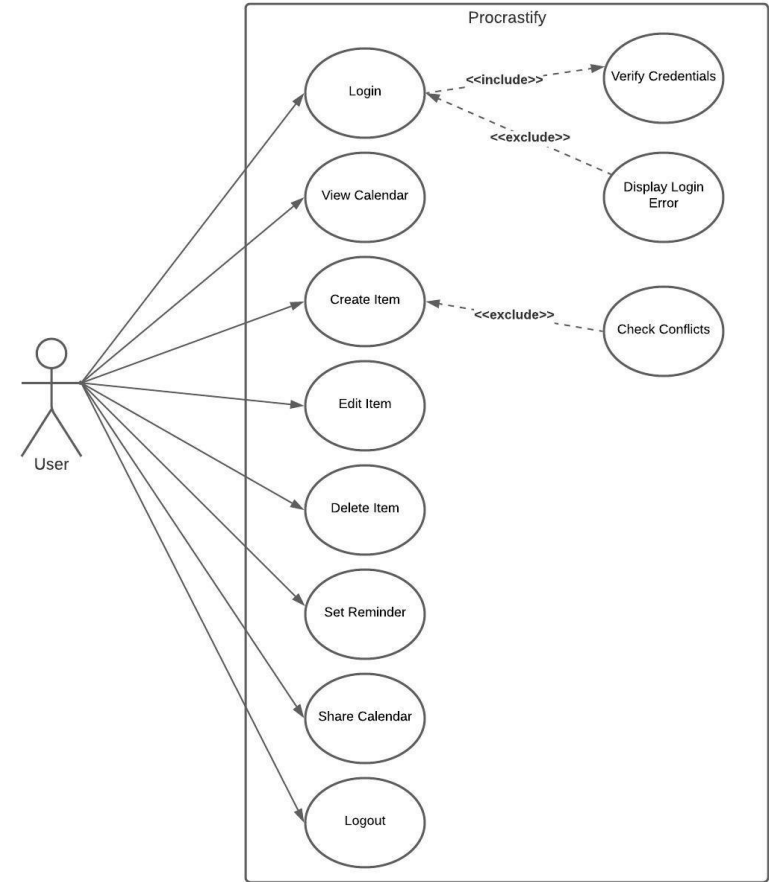 Procrastify
Login
<<include>>
Verify Credentials
<<exclude>>
View Calendar
Display Login
Error
Create Item
<<exclude>>
Check Conflicts
Edit Item
User
Delete Item
Set Reminder
Share Calendar
Logout